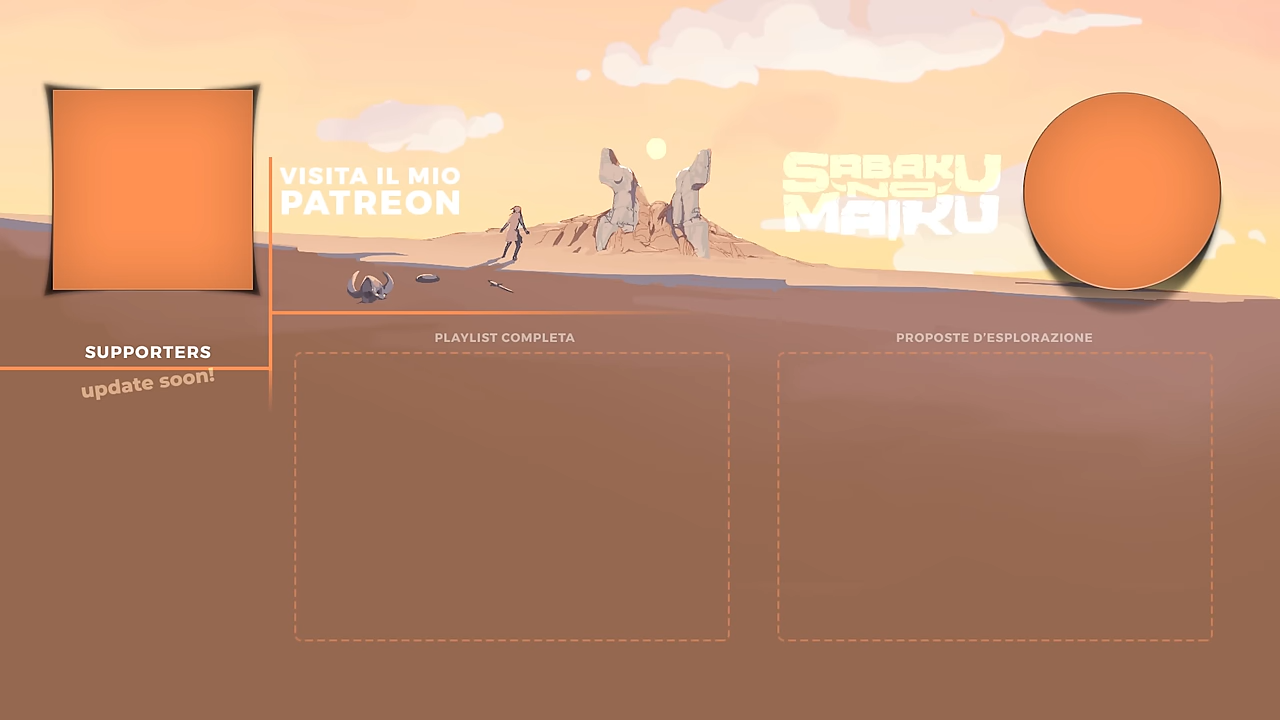 VISITA IL MIO
PATREON
SABAKU
-NO-
MAIKU
SUPPORTERS
update soon!
PLAYLIST COMPLETA
PROPOSTE D'ESPLORAZIONE